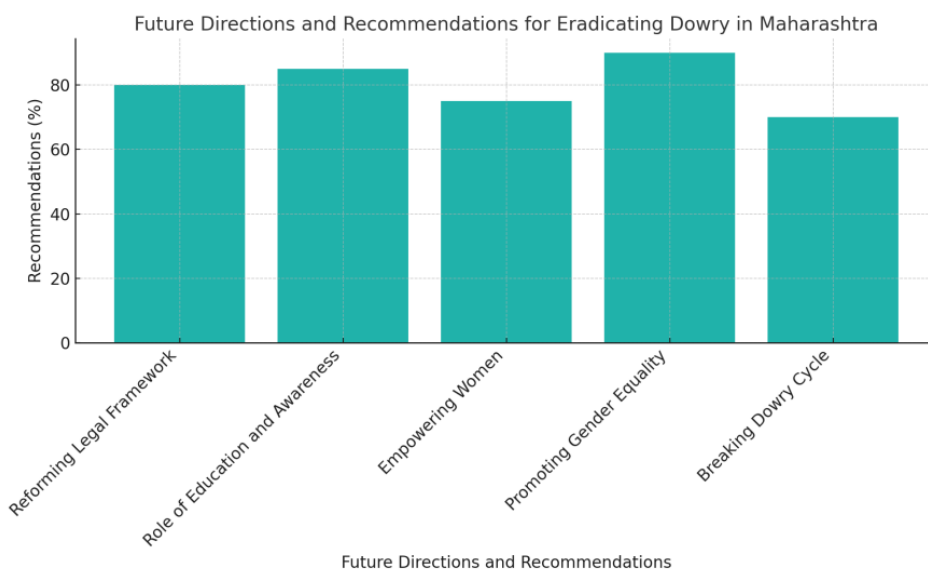 Future Directions and Recommendations for Eradicating Dowry in Maharashtra
Recommendations (%)
80
60
40
20
0
Reforming Legal Framework
Role of Education and Awareness
Empowering Women
Promoting Gender Equality
Breaking Dowry Cycle
Future Directions and Recommendations